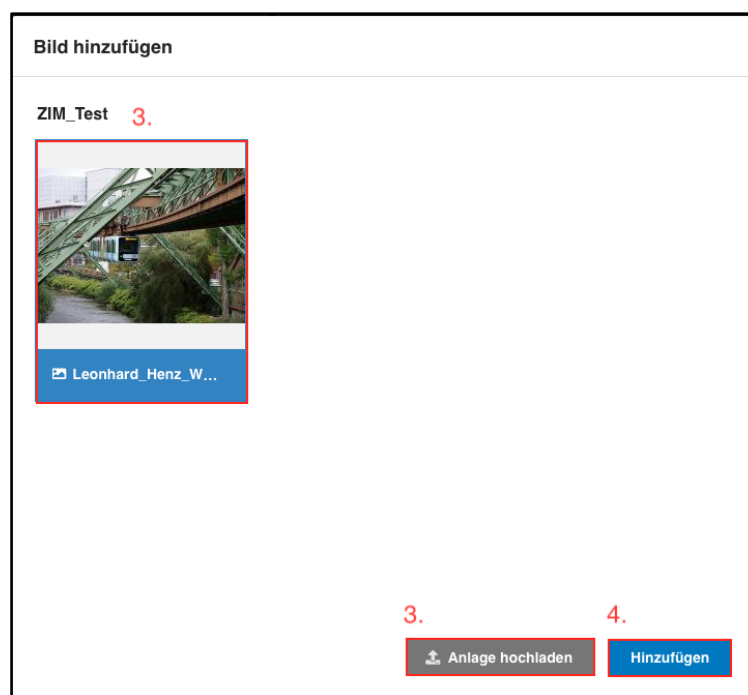 Bild hinzufügen
ZIM_Test 3.
Leonhard_Henz_W...
3. 4.
Anlage hochladen Hinzufügen